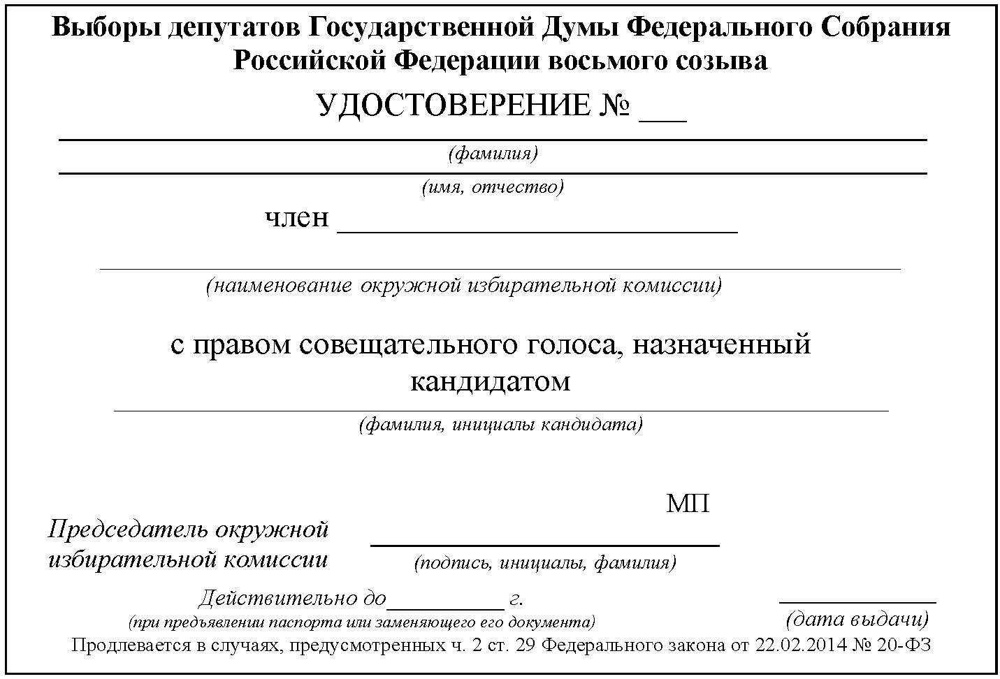 Выборы депутатов Государственной Думы Федерального Собрания
Российской Федерации восьмого созыва
УДОСТОВЕРЕНИЕ № ___
(фамилия)
(имя, отчество)
член ____________________
(наименование окружной избирательной комиссии)
с правом совещательного голоса, назначенный
кандидатом
(фамилия, инициалы кандидата)
МП
Председатель окружной
избирательной комиссии
(подпись, инициалы, фамилия)
Действительно до__________ г.
(при предъявлении паспорта или заменяющего его документа)
(дата выдачи)
Продлевается в случаях, предусмотренных ч. 2 ст. 29 Федерального закона от 22.02.2014 № 20-ФЗ